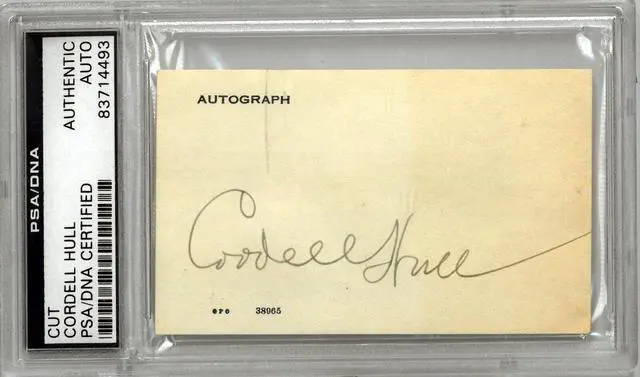 PSA/DNA
CUT
CORDELL HULL
PSA/DNA CERTIFIED
AUTHENTIC
AUTO
83714493
AUTOGRAPH
Cordell Hull
GPO 38965